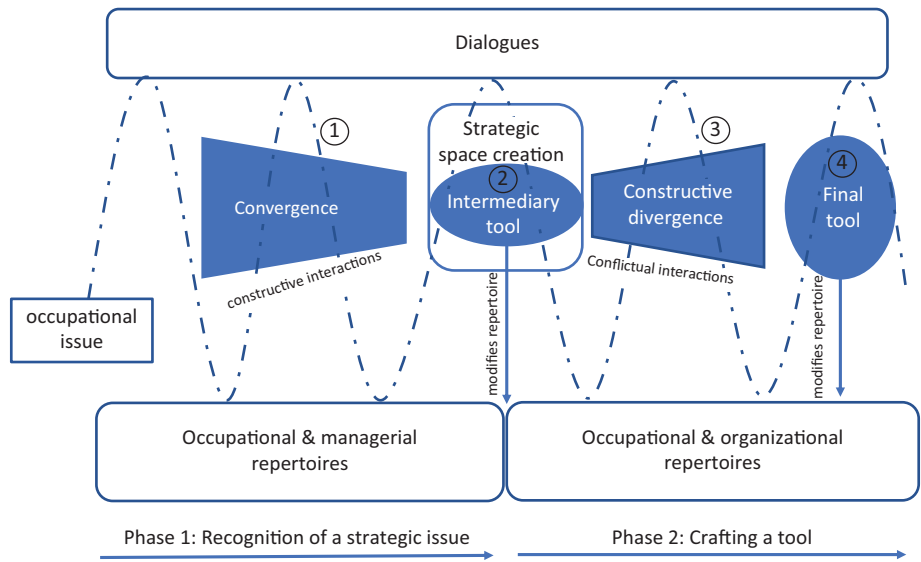 Dialogues
1
Strategic
space creation
3
2
4
Convergence
Intermediary
tool
Constructive
divergence
Final
tool
constructive interactions
Conflictual interactions
modifies repertoire
modifies repertoire
occupational
issue
Occupational & managerial
repertoires
Occupational & organizational
repertoires
Phase 1: Recognition of a strategic issue
Phase 2: Crafting a tool